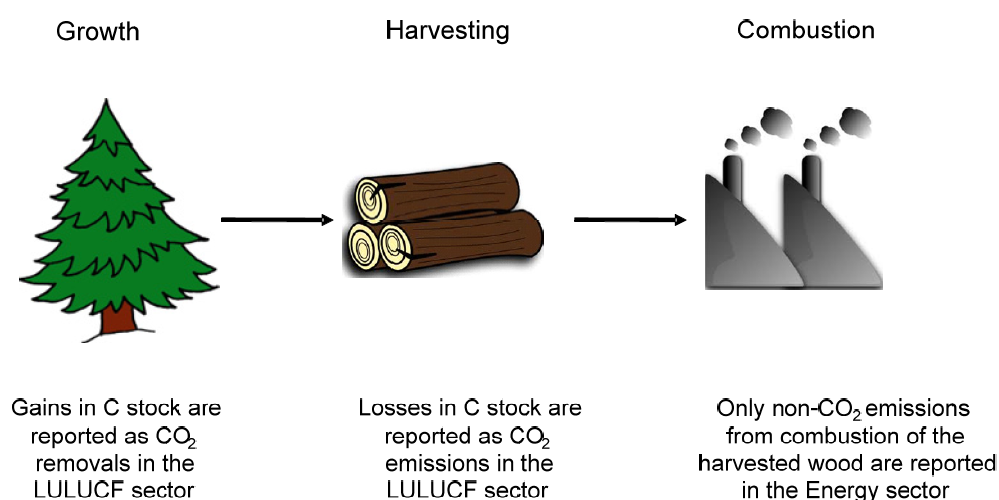 Growth
Harvesting
Combustion
Gains in C stock are
reported as CO₂
removals in the
LULUCF sector
Losses in C stock are
reported as CO₂
emissions in the
LULUCF sector
Only non-CO₂ emissions
from combustion of the
harvested wood are reported
in the Energy sector